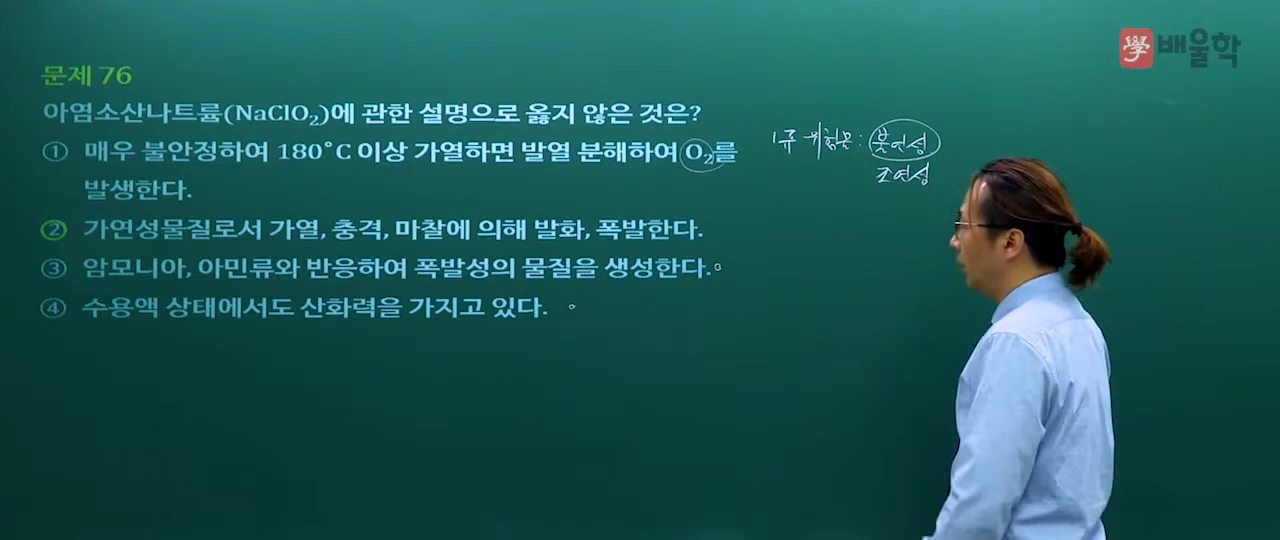 學 배울학
문제 76
아염소산나트륨(NaClO₂)에 관한 설명으로 옳지 않은 것은?
① 매우 불안정하여 180°C 이상 가열하면 발열 분해하여 O₂를
발생한다.
② 가연성물질로서 가열, 충격, 마찰에 의해 발화, 폭발한다.
③ 암모니아, 아민류와 반응하여 폭발성의 물질을 생성한다.
④ 수용액 상태에서도 산화력을 가지고 있다.
1류 위험물 : 불연성
조연성